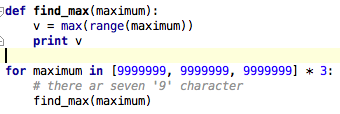 def find_max(maximum):
    v = max(range(maximum))
    print v
for maximum in [9999999, 9999999, 9999999] * 3:
    # there ar seven '9' character
    find_max(maximum)